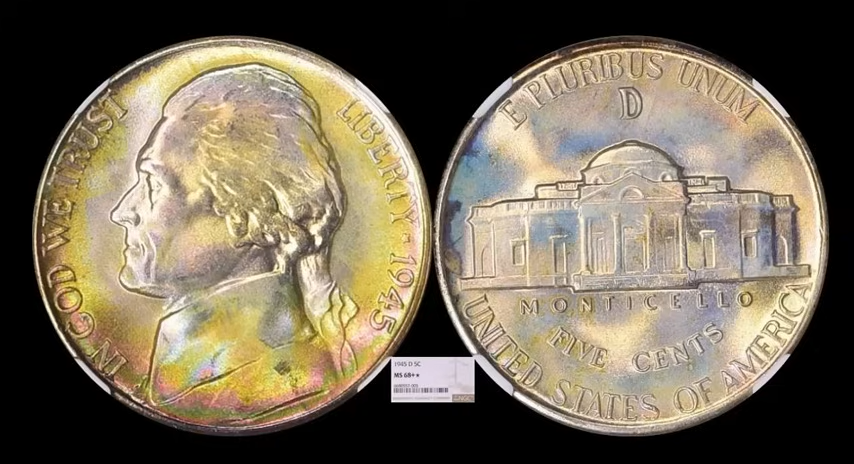 IN GOD WE TRUST
LIBERTY · 1945
E PLURIBUS UNUM
D
MONTICELLO
FIVE CENTS
UNITED STATES OF AMERICA
1945 D 5C
MS 68+★